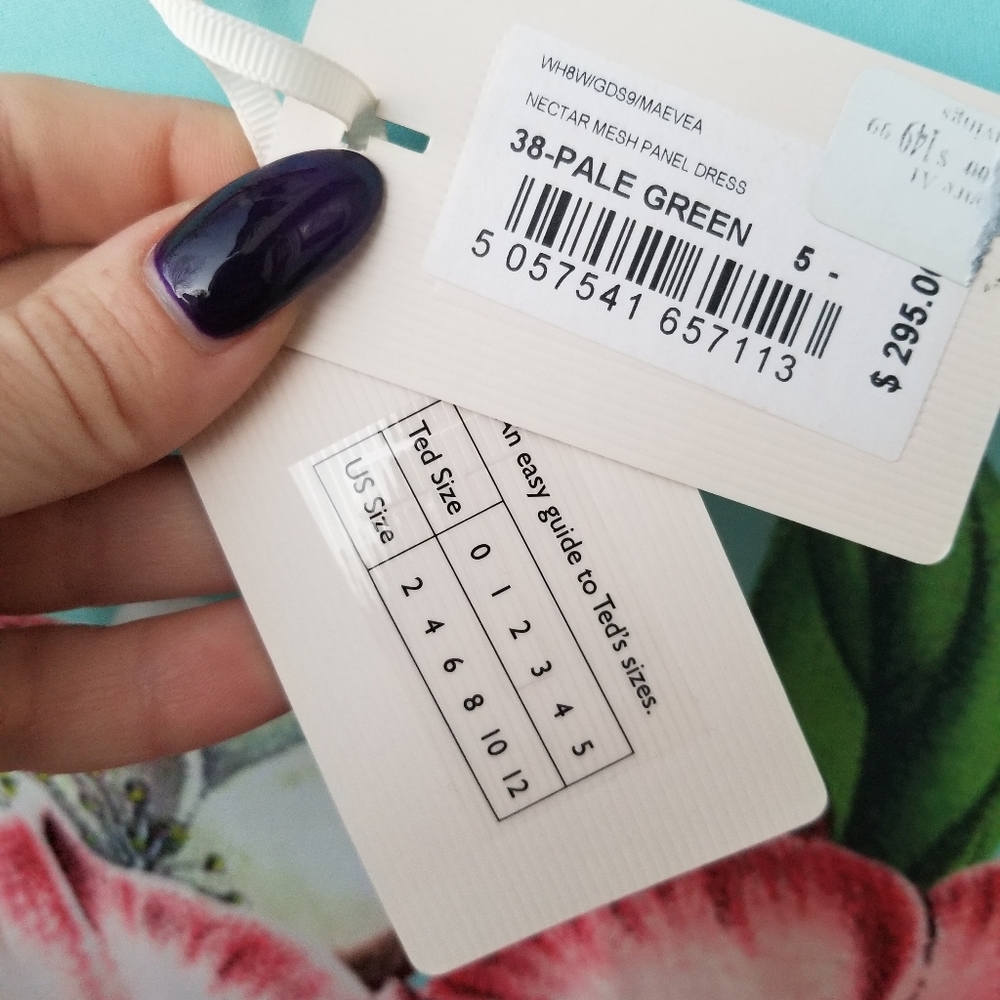 WH8W/GDS9/MAEVEA
NECTAR MESH PANEL DRESS
38-PALE GREEN
5 -
5 057541 657113
$ 295.0
An easy guide to Ted's sizes.
Ted Size 0 1 2 3 4 5
US Size 2 4 6 8 10 12